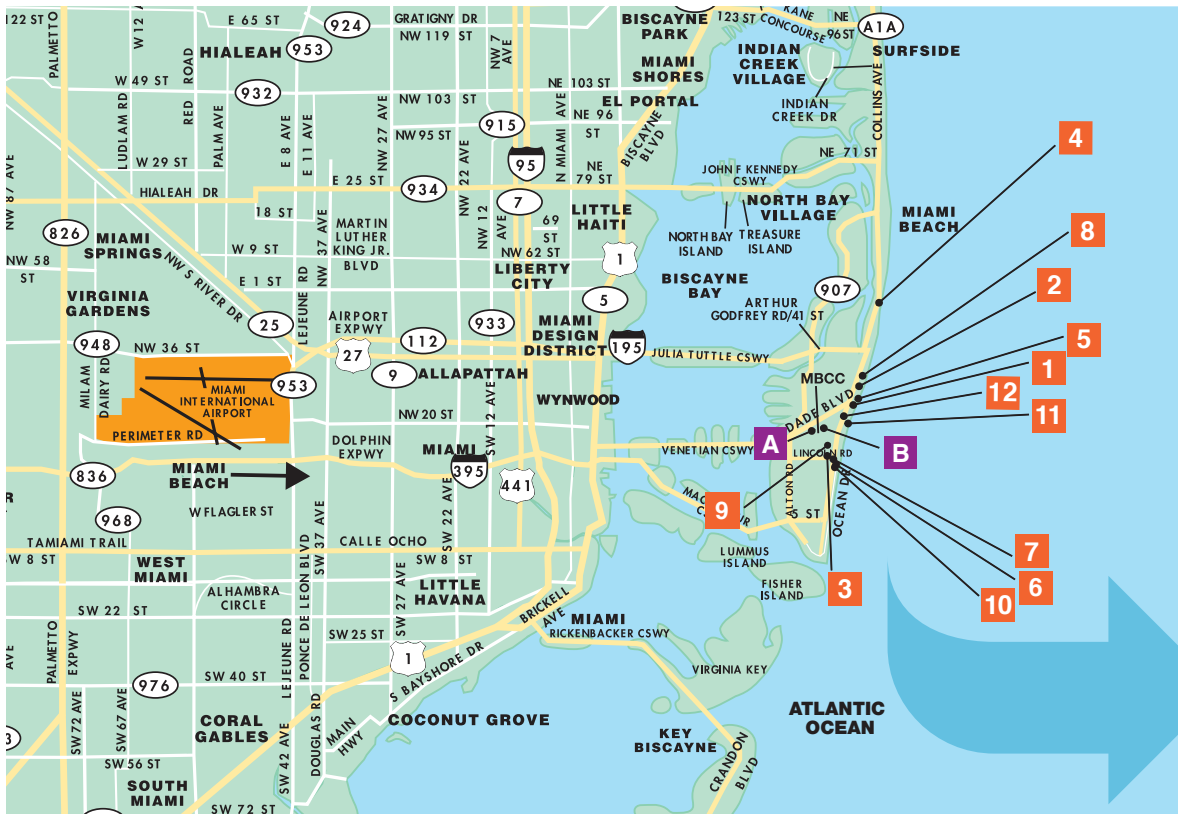 122 ST
PALMETTO
W 12 A
RED
ROAD
E 65 ST
924
GRATIGNY DR
HIALEAH
953
NW 119 ST
NW 7
AVE
BISCAYNE
PARK
123 ST
KANE
CONCOURSE
NE
96 ST
A1A
SURFSIDE
INDIAN
CREEK
VILLAGE
MIAMI
SHORES
W 49 ST
932
NW 103 ST
NE 103 ST
EL PORTAL
INDIAN
CREEK DR
COLLINS AVE
LUDLAM RD
PALM AVE
E 8 AVE
E 11 AVE
NW 27 AVE
915
NW 95 ST
NE 96
ST
N MIAMI AVE
BISCAYNE
BLVD
NE 71 ST
4
NW 87 AVE
W 29 ST
HIALEAH DR
E 25 ST
934
NW 22 AVE
95
NE
79 ST
JOHN F KENNEDY
CSWY
NORTH BAY
VILLAGE
18 ST
7
NW 12
AVE
69
ST
LITTLE
HAITI
MIAMI
BEACH
826
MIAMI
SPRINGS
W 9 ST
NW 37 AVE
MARTIN
LUTHER
KING JR.
BLVD
NW 62 ST
LIBERTY
CITY
1
NORTH BAY
ISLAND
TREASURE
ISLAND
8
NW 58
ST
NW S RIVER DR
E 1 ST
LEJEUNE RD
BISCAYNE
BAY
907
2
VIRGINIA
GARDENS
25
AIRPORT
EXPWY
933
5
ARTHUR
GODFREY RD/41 ST
948
NW 36 ST
27
112
MIAMI
DESIGN
DISTRICT
195
JULIA TUTTLE CSWY
5
MILAM
DAIRY RD
953
MIAMI
INTERNATIONAL
AIRPORT
9
ALLAPATTAH
MBCC
1
WYNWOOD
12
PERIMETER RD
NW 20 ST
SW 12 AVE
DADE BLVD
11
DOLPHIN
EXPWY
MIAMI
VENETIAN CSWY
A
LINCOLN RD
B
836
MIAMI
BEACH
395
441
ALTON RD
OCEAN DR
R
968
W FLAGLER ST
9
5 ST
TAMIAMI TRAIL
SW 8 ST
SW 37 AVE
CALLE OCHO
SW 22 AVE
SW 8 ST
LUMMUS
ISLAND
7
WEST
MIAMI
ALHAMBRA
CIRCLE
PONCE DE LEON BLVD
SW 27 AVE
LITTLE
HAVANA
FISHER
ISLAND
3
6
10
SW 22 ST
BRICKELL
AVE
MIAMI
RICKENBACKER CSWY
AVE
PALMETTO
EXPWY
LEJEUNE RD
SW 25 ST
1
S BAYSHORE DR
VIRGINIA KEY
976
SW 40 ST
SW 72 AVE
SW 67 AVE
CORAL
GABLES
SW 42 AVE
DOUGLAS RD
MAIN
HWY
COCONUT GROVE
ATLANTIC
OCEAN
KEY
BISCAYNE
CRANDON
BLVD
3
SW 56 ST
SOUTH
MIAMI
SW 72 ST